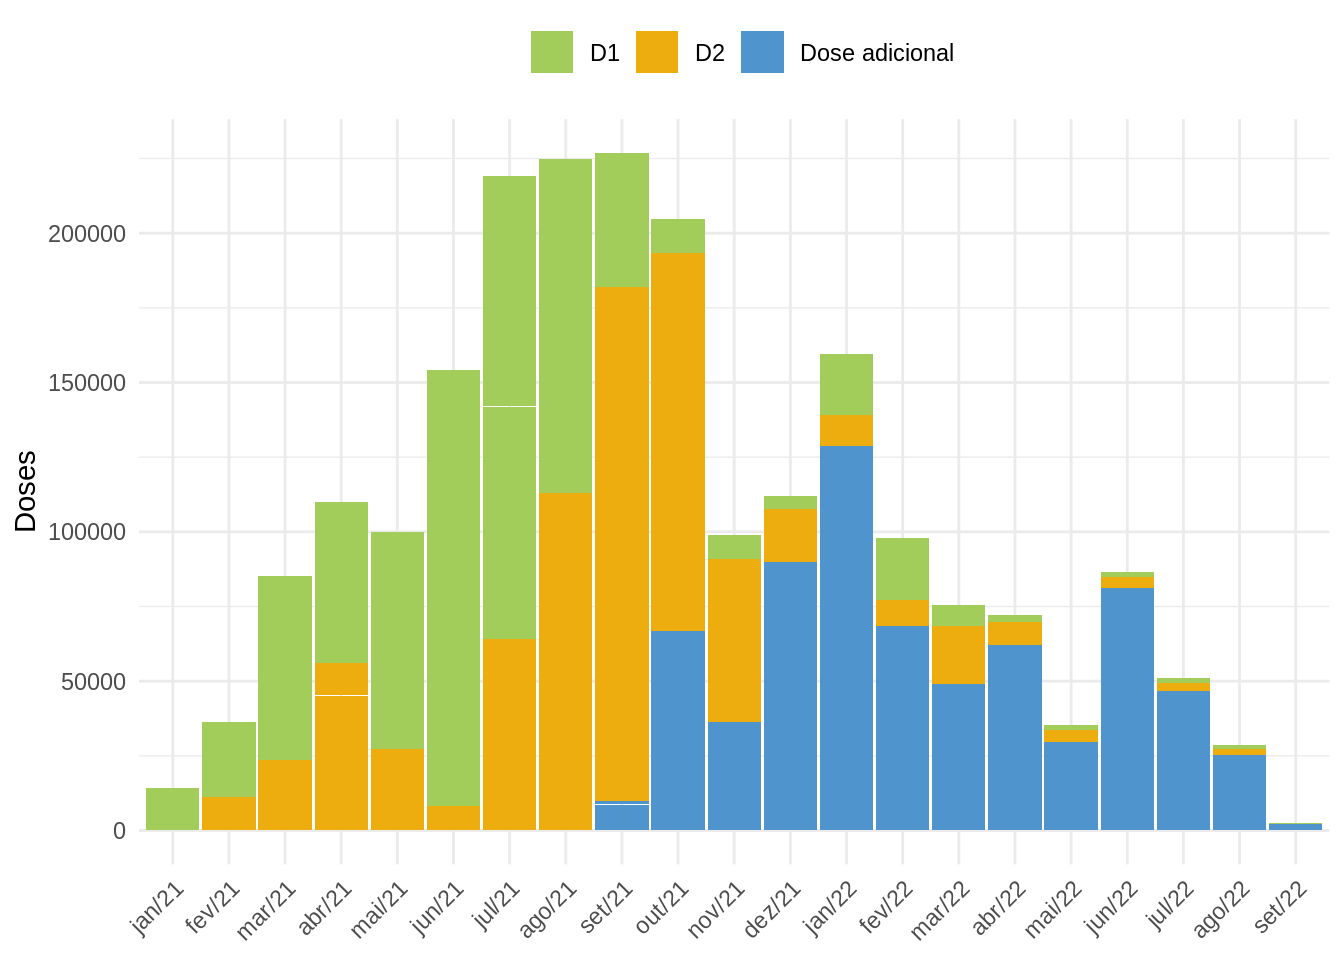 D1 D2 Dose adicional
Doses
200000
150000
100000
50000
0
jan/21 fev/21 mar/21 abr/21 mai/21 jun/21 jul/21 ago/21 set/21 out/21 nov/21 dez/21 jan/22 fev/22 mar/22 abr/22 mai/22 jun/22 jul/22 ago/22 set/22